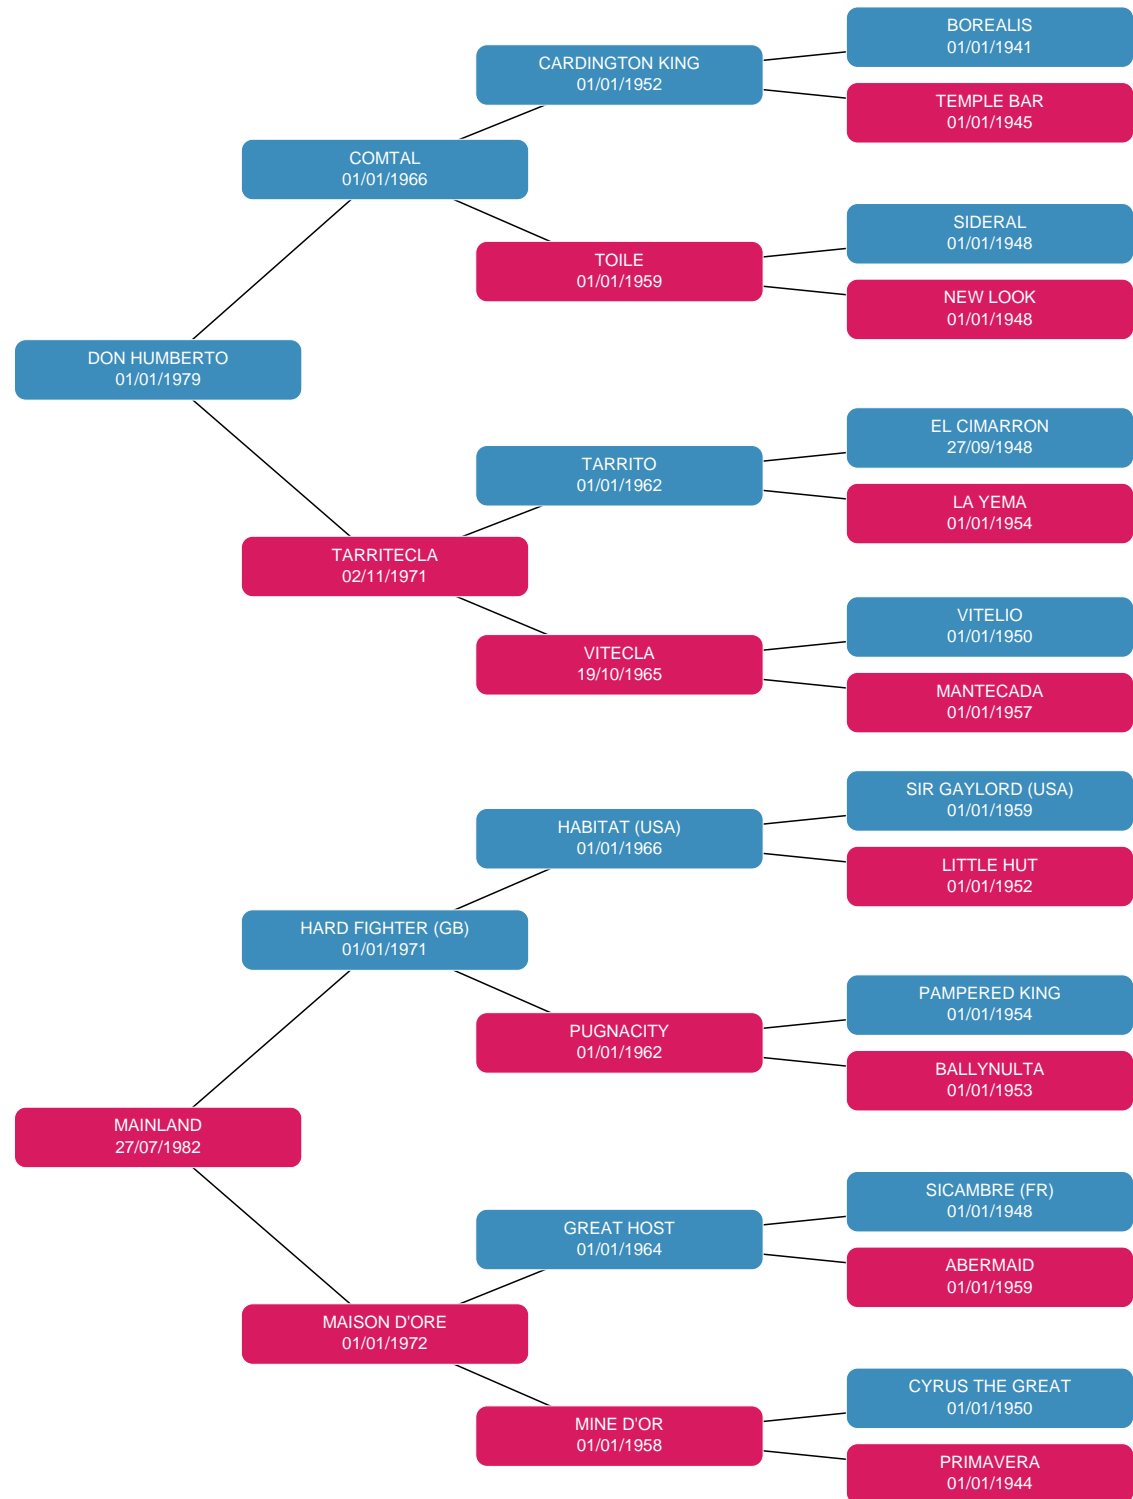 BOREALIS
01/01/1941
CARDINGTON KING
01/01/1952
TEMPLE BAR
01/01/1945
COMTAL
01/01/1966
SIDERAL
01/01/1948
TOILE
01/01/1959
NEW LOOK
01/01/1948
DON HUMBERTO
01/01/1979
EL CIMARRON
27/09/1948
TARRITO
01/01/1962
LA YEMA
01/01/1954
TARRITECLA
02/11/1971
VITELIO
01/01/1950
VITECLA
19/10/1965
MANTECADA
01/01/1957
SIR GAYLORD (USA)
01/01/1959
HABITAT (USA)
01/01/1966
LITTLE HUT
01/01/1952
HARD FIGHTER (GB)
01/01/1971
PAMPERED KING
01/01/1954
PUGNACITY
01/01/1962
BALLYNULTA
01/01/1953
MAINLAND
27/07/1982
SICAMBRE (FR)
01/01/1948
GREAT HOST
01/01/1964
ABERMAID
01/01/1959
MAISON D'ORE
01/01/1972
CYRUS THE GREAT
01/01/1950
MINE D'OR
01/01/1958
PRIMAVERA
01/01/1944